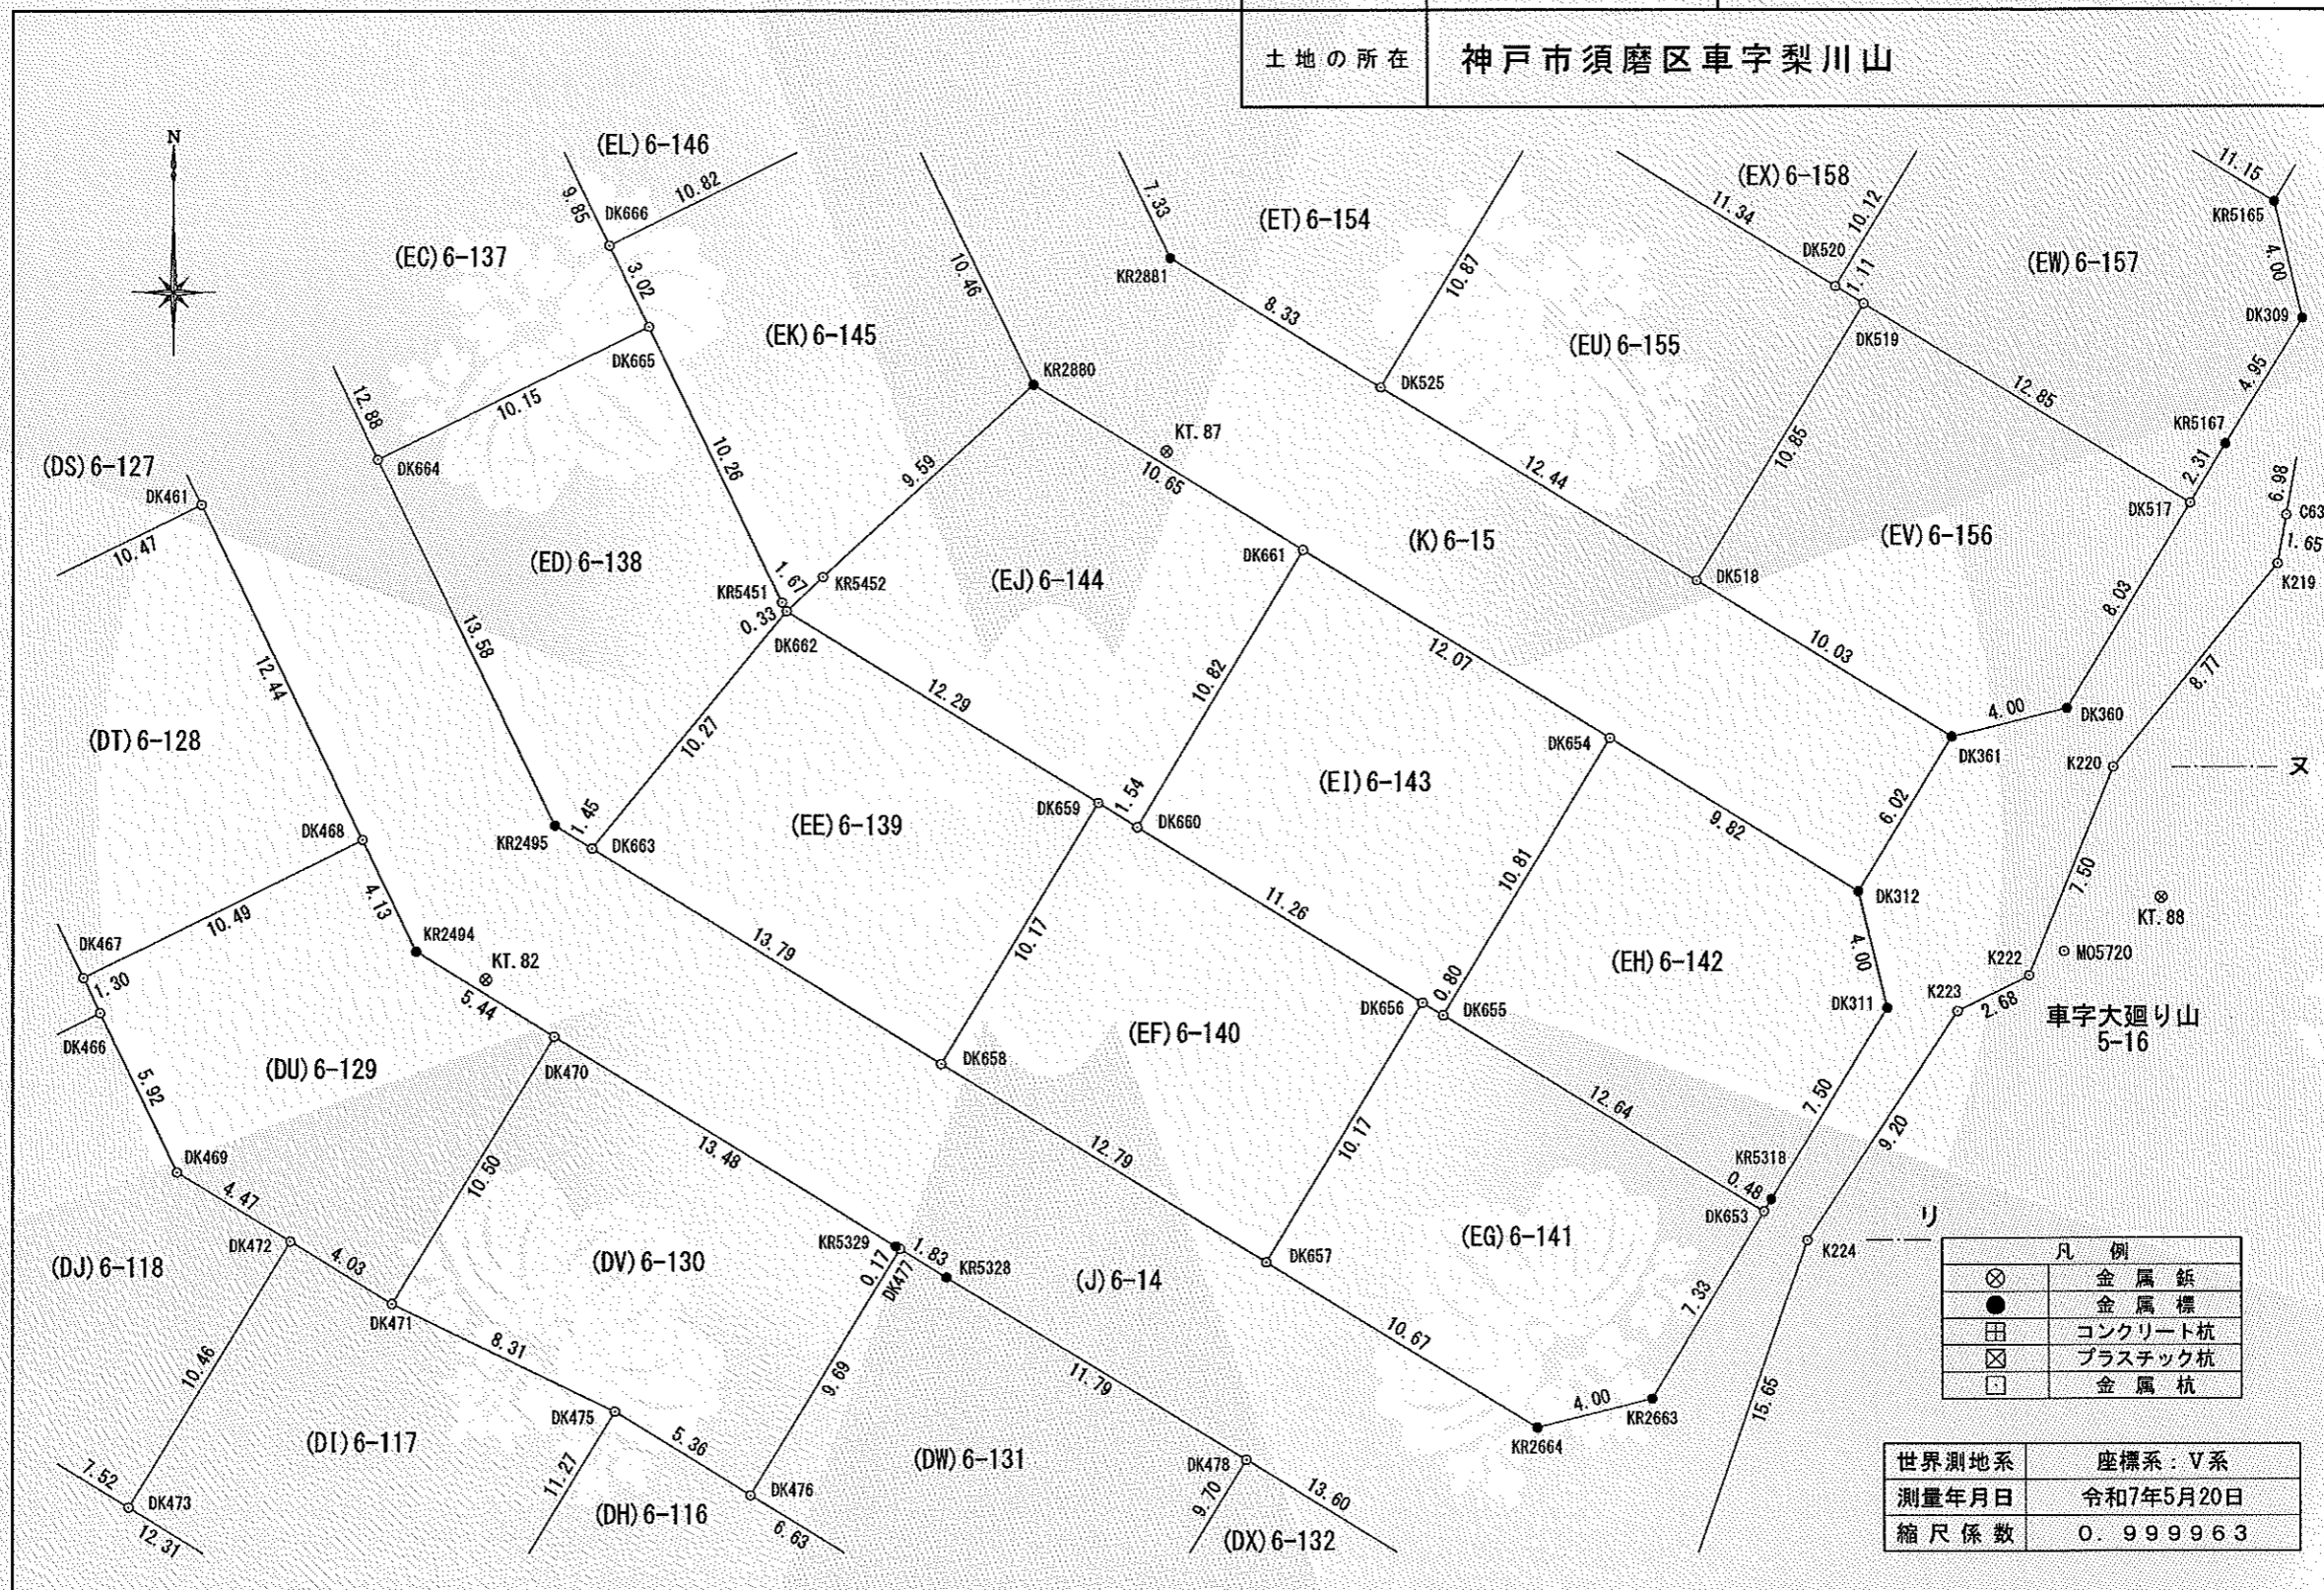 土地の所在 神戸市須磨区車字梨川山
N
(EL)6-146
10.82
9.85
DK666
(EC)6-137
3.02
DK665
(EK)6-145
10.46
7.33
KR2881
(ET)6-154
10.87
8.33
(EX)6-158
11.34
10.12
DK520
1.11
DK519
(EW)6-157
11.15
KR5165
4.00
DK309
4.95
KR5167
2.31
DK517
12.85
(EU)6-155
10.85
DK525
12.44
KR2880
KT.87
10.65
9.59
10.26
10.15
12.88
DK664
(DS)6-127
DK461
10.47
(ED)6-138
13.58
KR5451
1.67
KR5452
0.33
DK662
(EJ)6-144
DK661
(K)6-15
DK518
(EV)6-156
6.98
C63
1.65
K219
8.03
8.77
10.03
4.00
DK360
DK361
K220
ヌ
12.44
(DT)6-128
10.27
12.29
10.82
12.07
DK654
(EI)6-143
6.02
DK468
KR2495
1.45
DK663
(EE)6-139
DK659
1.54
DK660
9.82
DK312
7.50
KT.88
10.49
4.13
KR2494
KT.82
5.44
DK467
1.30
DK466
13.79
10.17
11.26
10.81
(EH)6-142
4.00
DK311
K222
M05720
K223
2.68
車字大廻り山
5-16
0.80
DK656
DK655
(EF)6-140
DK658
5.92
(DU)6-129
DK470
12.64
7.50
9.20
DK469
4.47
10.50
13.48
12.79
10.17
KR5318
0.48
DK653
リ
K224
(DJ)6-118
DK472
4.03
DK471
(DV)6-130
KR5329
0.17
DK477
1.83
KR5328
(J)6-14
DK657
(EG)6-141
7.33
10.46
8.31
9.69
11.79
10.67
4.00
KR2663
KR2664
15.65
(DI)6-117
DK475
5.36
11.27
(DW)6-131
DK478
9.70
13.60
7.52
DK473
12.31
(DH)6-116
DK476
6.63
(DX)6-132
凡例
金属鋲
金属標
コンクリート杭
プラスチック杭
金属杭
世界測地系 座標系:Ⅴ系
測量年月日 令和7年5月20日
縮尺係数 0.999963